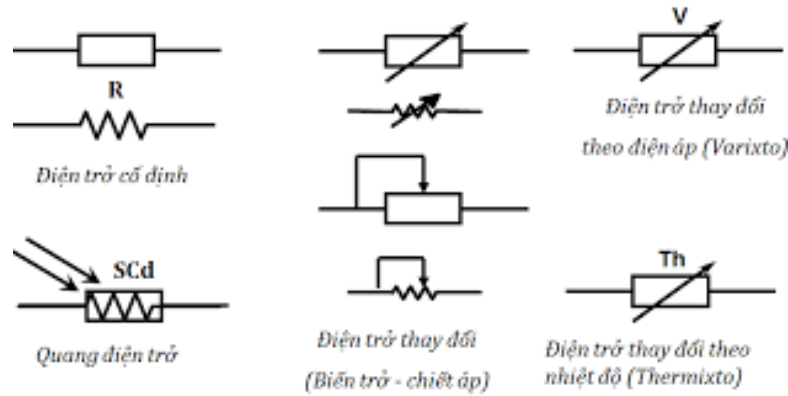 R
Điện trở cố định
SCd
Quang điện trở
Điện trở thay đổi
(Biến trở - chiết áp)
V
Điện trở thay đổi
theo điện áp (Varixto)
Th
Điện trở thay đổi theo
nhiệt độ (Thermixto)